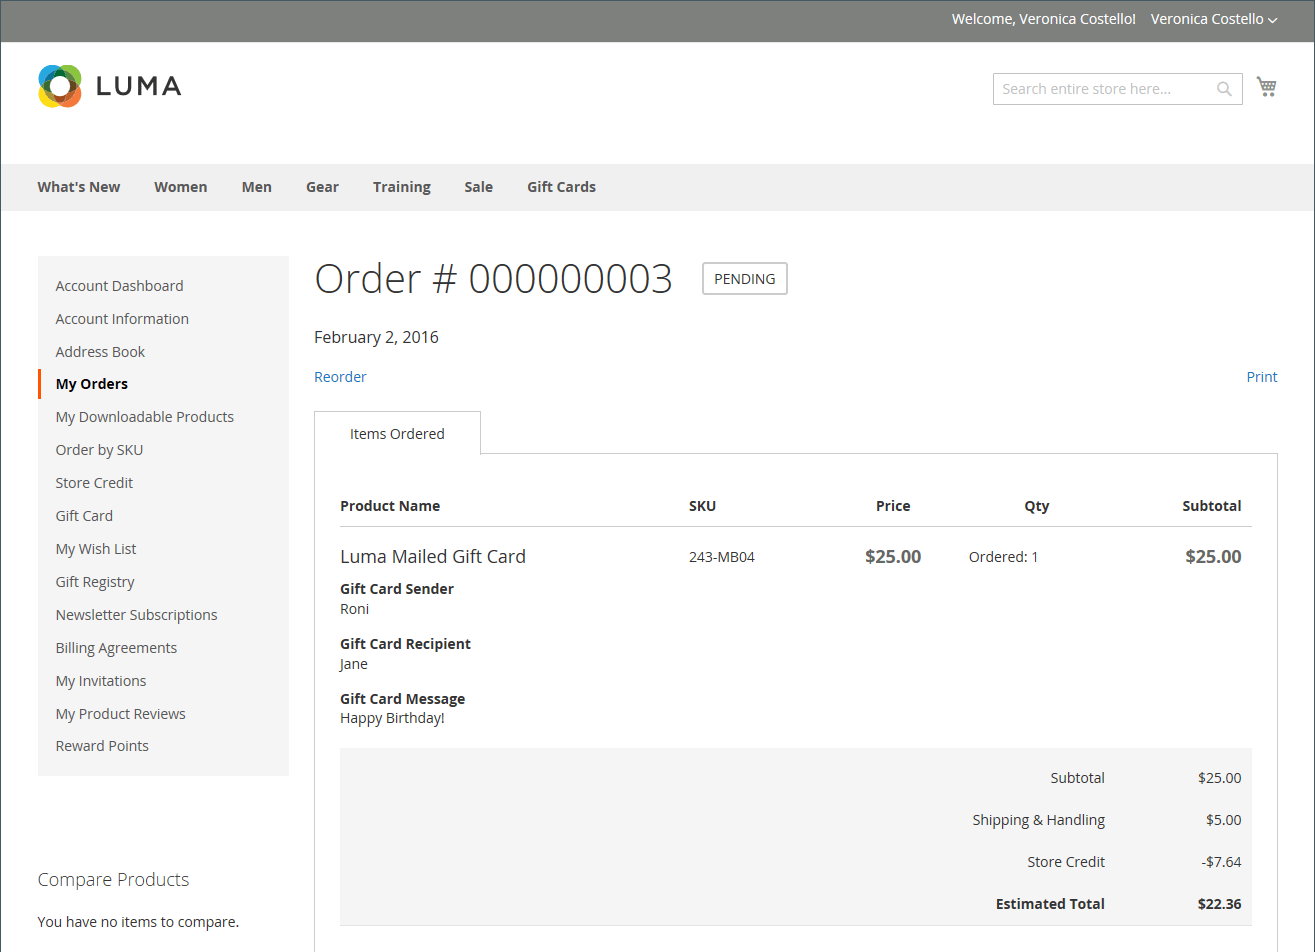 Welcome, Veronica Costello! Veronica Costello
LUMA
Search entire store here...
What's New Women Men Gear Training Sale Gift Cards
Account Dashboard
Account Information
Address Book
My Orders
My Downloadable Products
Order by SKU
Store Credit
Gift Card
My Wish List
Gift Registry
Newsletter Subscriptions
Billing Agreements
My Invitations
My Product Reviews
Reward Points
Compare Products
You have no items to compare.
Order # 000000003 PENDING
February 2, 2016
Reorder Print
Items Ordered
Product Name SKU Price Qty Subtotal
Luma Mailed Gift Card 243-MB04 $25.00 Ordered: 1 $25.00
Gift Card Sender
Roni
Gift Card Recipient
Jane
Gift Card Message
Happy Birthday!
Subtotal $25.00
Shipping & Handling $5.00
Store Credit -$7.64
Estimated Total $22.36